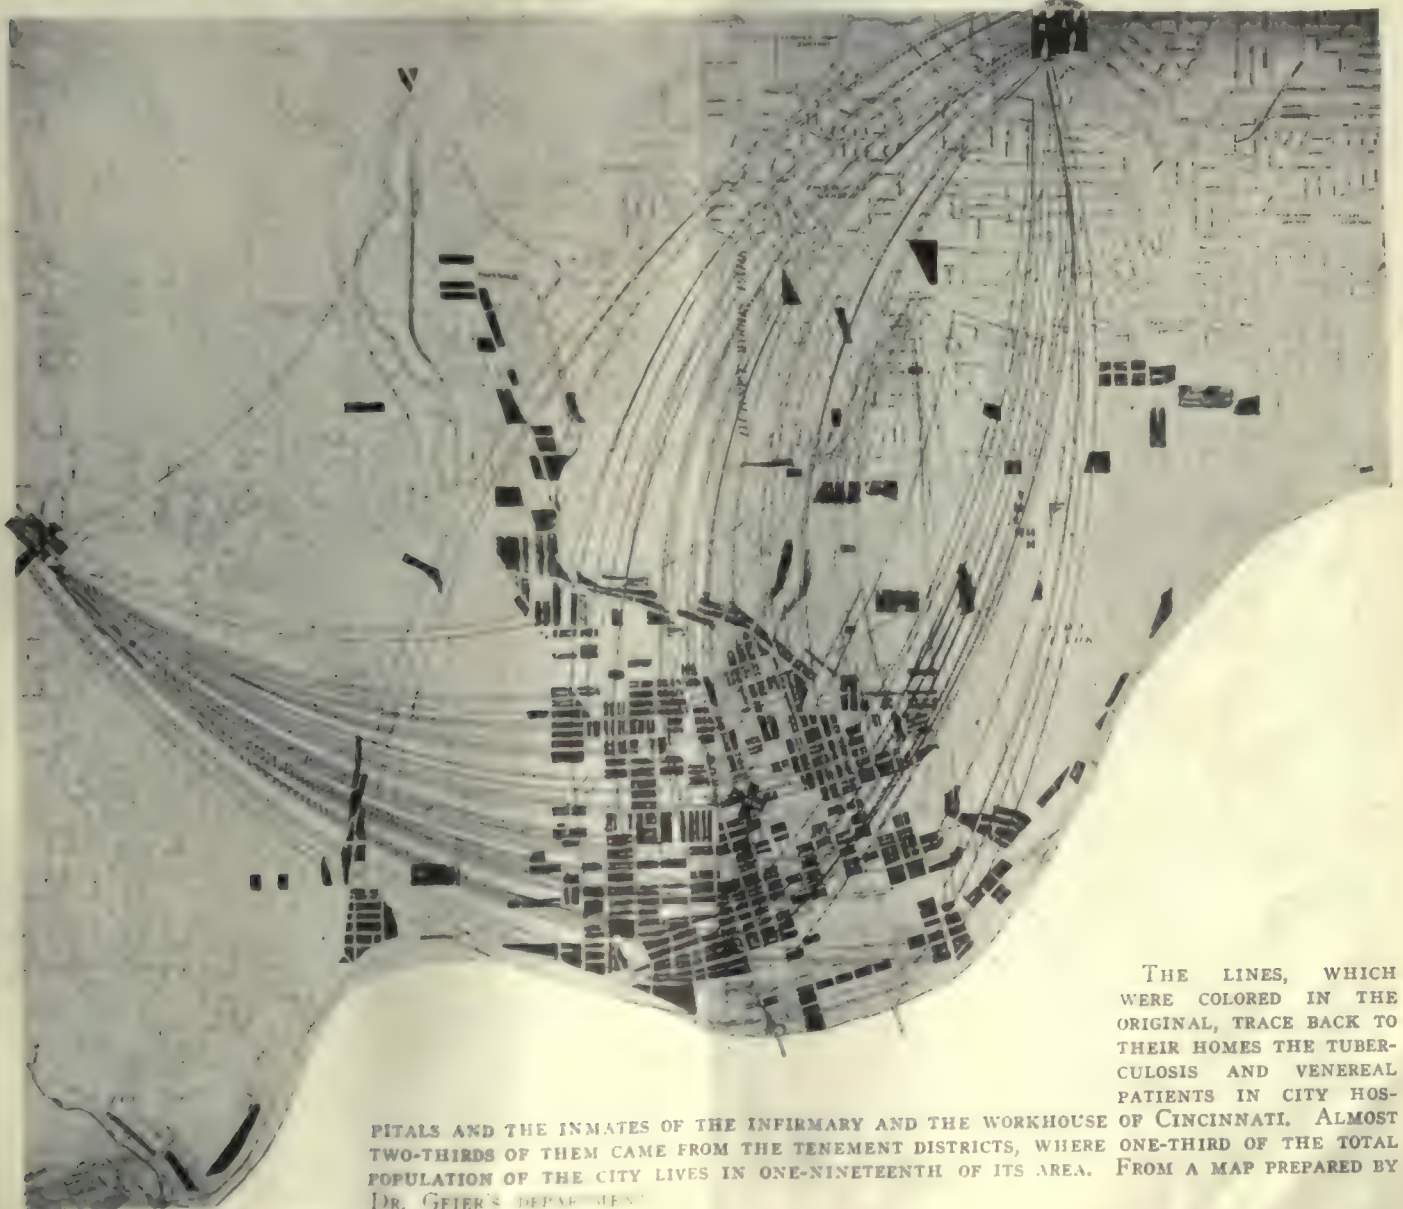 THE LINES, WHICH
WERE COLORED IN THE
ORIGINAL, TRACE BACK TO
THEIR HOMES THE TUBER-
CULOSIS AND VENEREAL
PATIENTS IN CITY HOS-
PITALS AND THE INMATES OF THE INFIRMARY AND THE WORKHOUSE OF CINCINNATI. ALMOST
TWO-THIRDS OF THEM CAME FROM THE TENEMENT DISTRICTS, WHERE ONE-THIRD OF THE TOTAL
POPULATION OF THE CITY LIVES IN ONE-NINETEENTH OF ITS AREA. FROM A MAP PREPARED BY
DR. GEIER'S